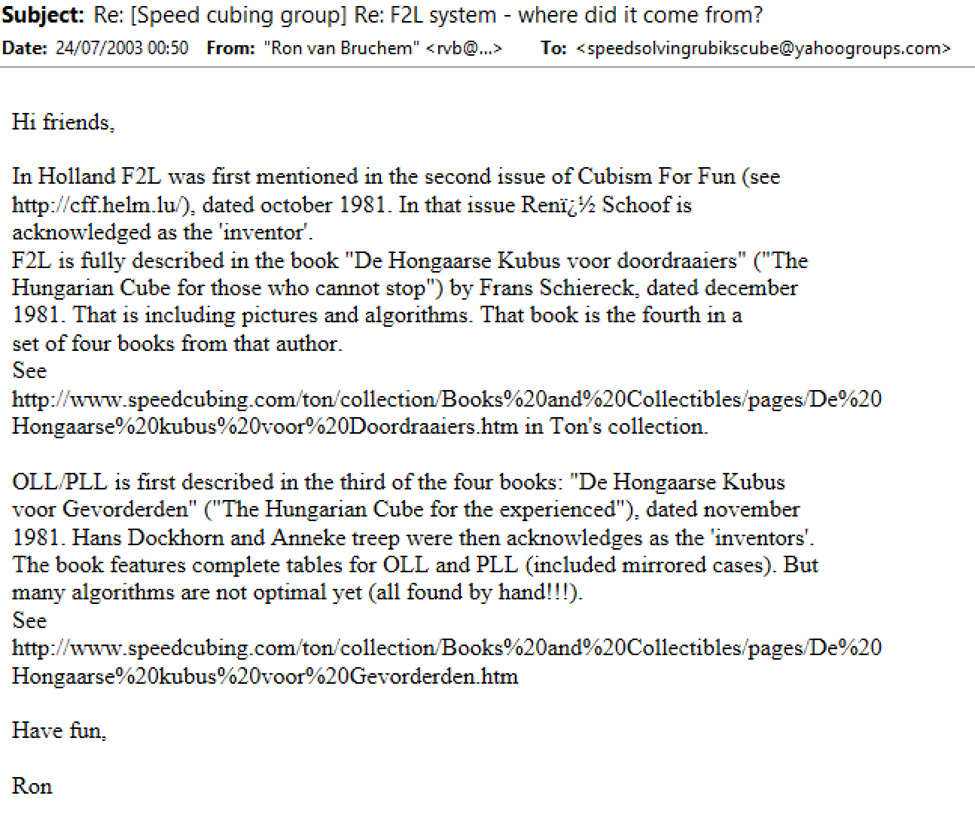 Subject: Re: [Speed cubing group] Re: F2L system - where did it come from?
Date: 24/07/2003 00:50 From: "Ron van Bruchem" <rvb@...> To: <speedsolvingrubikscube@yahoogroups.com>
Hi friends,
In Holland F2L was first mentioned in the second issue of Cubism For Fun (see
http://cff.helm.lu/), dated october 1981. In that issue Renï¿½ Schoof is
acknowledged as the 'inventor'.
F2L is fully described in the book "De Hongaarse Kubus voor doordraaiers" ("The
Hungarian Cube for those who cannot stop") by Frans Schiereck, dated december
1981. That is including pictures and algorithms. That book is the fourth in a
set of four books from that author.
See
http://www.speedcubing.com/ton/collection/Books%20and%20Collectibles/pages/De%20
Hongaarse%20kubus%20voor%20Doordraaiers.htm in Ton's collection.
OLL/PLL is first described in the third of the four books: "De Hongaarse Kubus
voor Gevorderden" ("The Hungarian Cube for the experienced"), dated november
1981. Hans Dockhorn and Anneke treep were then acknowledges as the 'inventors'.
The book features complete tables for OLL and PLL (included mirrored cases). But
many algorithms are not optimal yet (all found by hand!!!).
See
http://www.speedcubing.com/ton/collection/Books%20and%20Collectibles/pages/De%20
Hongaarse%20kubus%20voor%20Gevorderden.htm
Have fun,
Ron